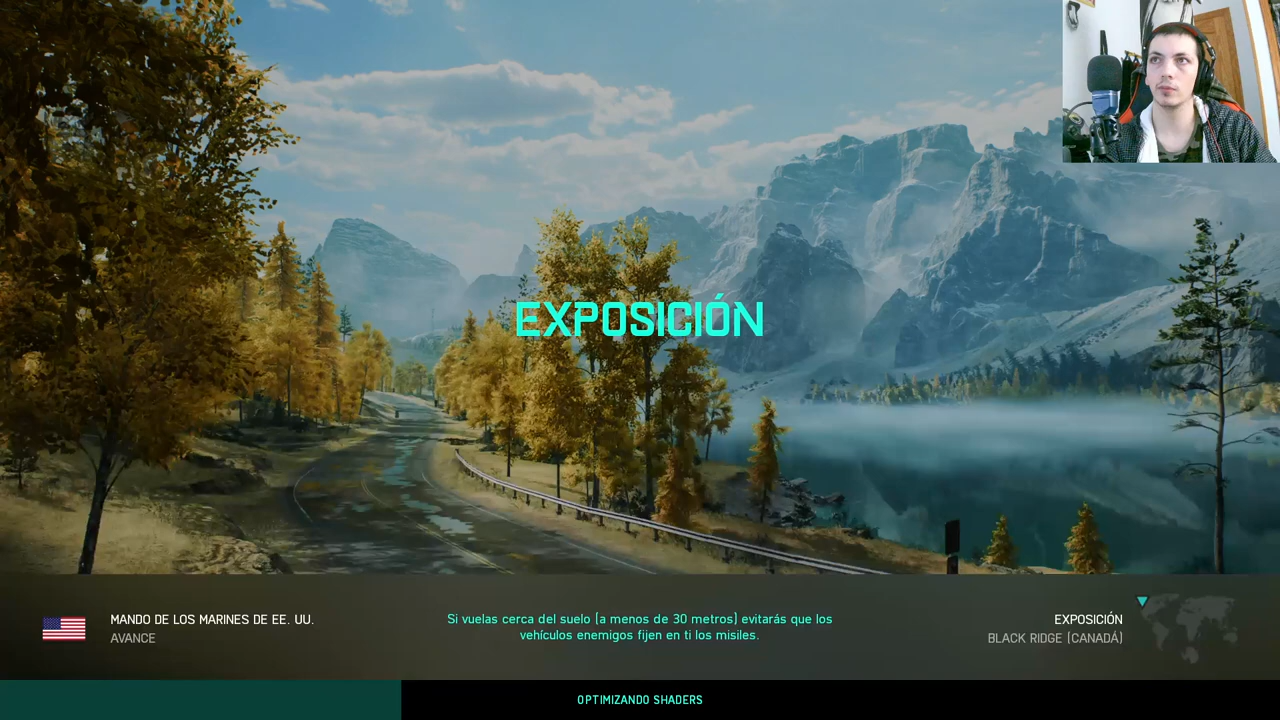 EXPOSICIÓN
MANDO DE LOS MARINES DE EE. UU.
AVANCE
Si vuelas cerca del suelo (a menos de 30 metros) evitarás que los
vehículos enemigos fijen en ti los misiles.
EXPOSICIÓN
BLACK RIDGE (CANADÁ)
OPTIMIZANDO SHADERS